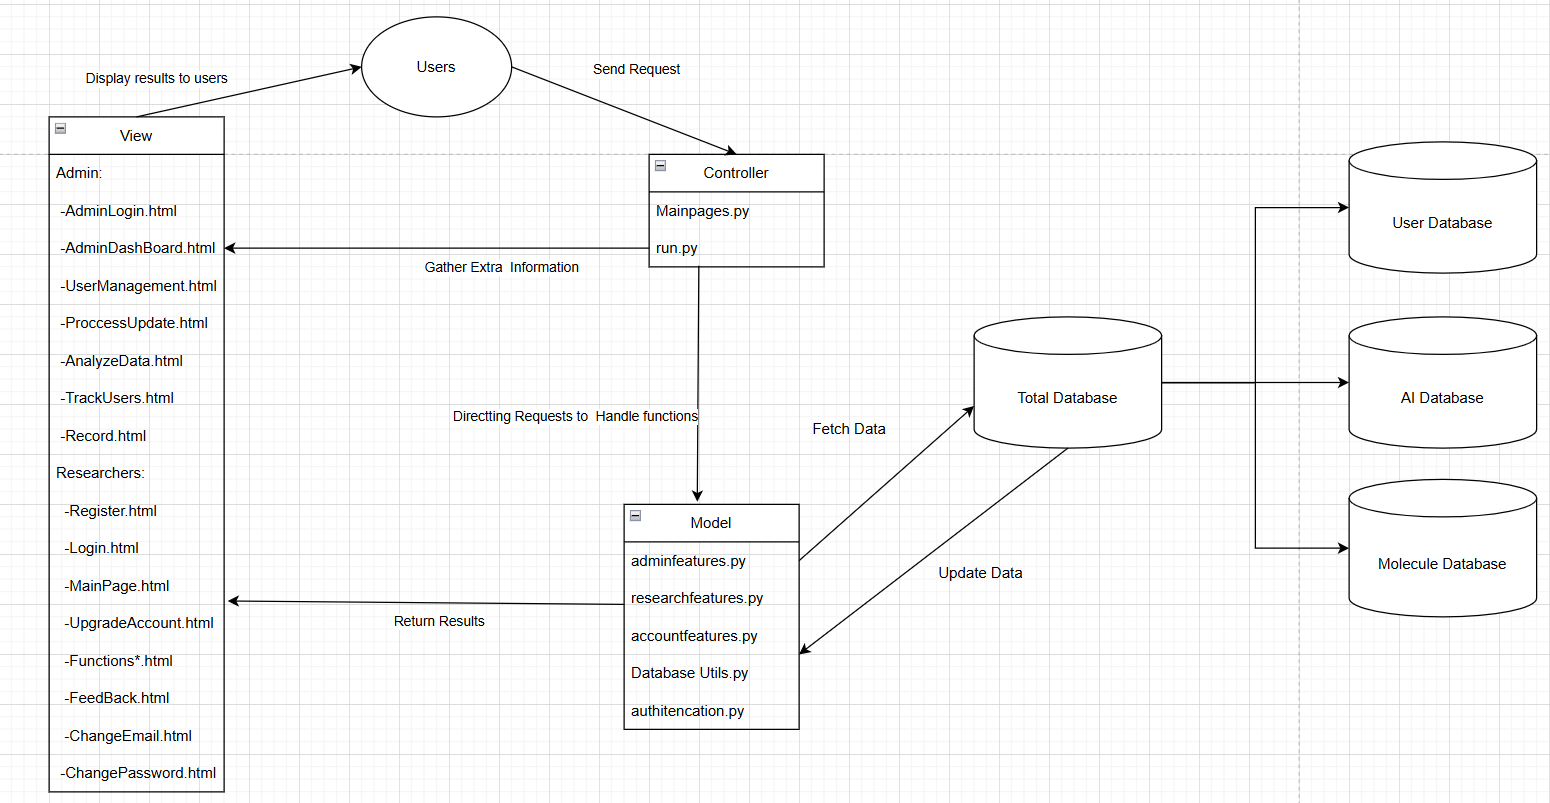 Users
Display results to users
Send Request
View
Admin:
-AdminLogin.html
-AdminDashBoard.html
-UserManagement.html
-ProccessUpdate.html
-AnalyzeData.html
-TrackUsers.html
-Record.html
Researchers:
-Register.html
-Login.html
-MainPage.html
-UpgradeAccount.html
-Functions*.html
-FeedBack.html
-ChangeEmail.html
-ChangePassword.html
Controller
Mainpages.py
run.py
Gather Extra  Information
Directting Requests to  Handle functions
Model
adminfeatures.py
researchfeatures.py
accountfeatures.py
Database Utils.py
authitencation.py
Return Results
Fetch Data
Update Data
Total Database
User Database
AI Database
Molecule Database